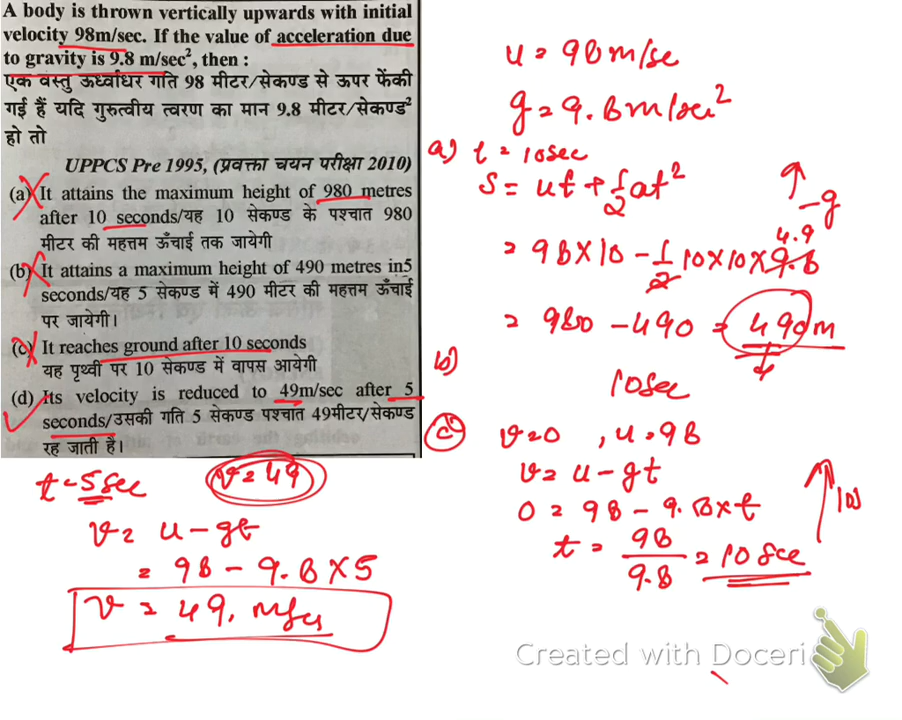 A body is thrown vertically upwards with initial
velocity 98m/sec. If the value of acceleration due
to gravity is 9.8 m/sec², then :
एक वस्तु ऊर्ध्वाधर गति 98 मीटर/सेकण्ड से ऊपर फेंकी
गई हैं यदि गुरुत्वीय त्वरण का मान 9.8 मीटर/सेकण्ड²
हो तो
UPPCS Pre 1995, (प्रवक्ता चयन परीक्षा 2010)
(a) It attains the maximum height of 980 metres
after 10 seconds/यह 10 सेकण्ड के पश्चात 980
मीटर की महत्तम ऊँचाई तक जायेगी
(b) It attains a maximum height of 490 metres in5
seconds/यह 5 सेकण्ड में 490 मीटर की महत्तम ऊँचाई
पर जायेगी।
(c) It reaches ground after 10 seconds
यह पृथ्वी पर 10 सेकण्ड में वापस आयेगी
(d) Its velocity is reduced to 49m/sec after 5
seconds/उसकी गति 5 सेकण्ड पश्चात 49मीटर/सेकण्ड
रह जाती है।
t = 5 sec v = 49
v = u - gt
= 98 - 9.8 × 5
v = 49. m/s
u = 98 m/se
g = 9.8 m/sec²
a) t = 10sec
S = ut + 1/2 at²
-g
4.9
= 98 × 10 - 1/2 10 × 10 × 9.8
= 980 - 490 = 490m
b)
10sec
c) v = 0 , u = 98
v = u - gt
0 = 98 - 9.8 × t
t = 98/9.8 = 10 sec
Created with Doceri